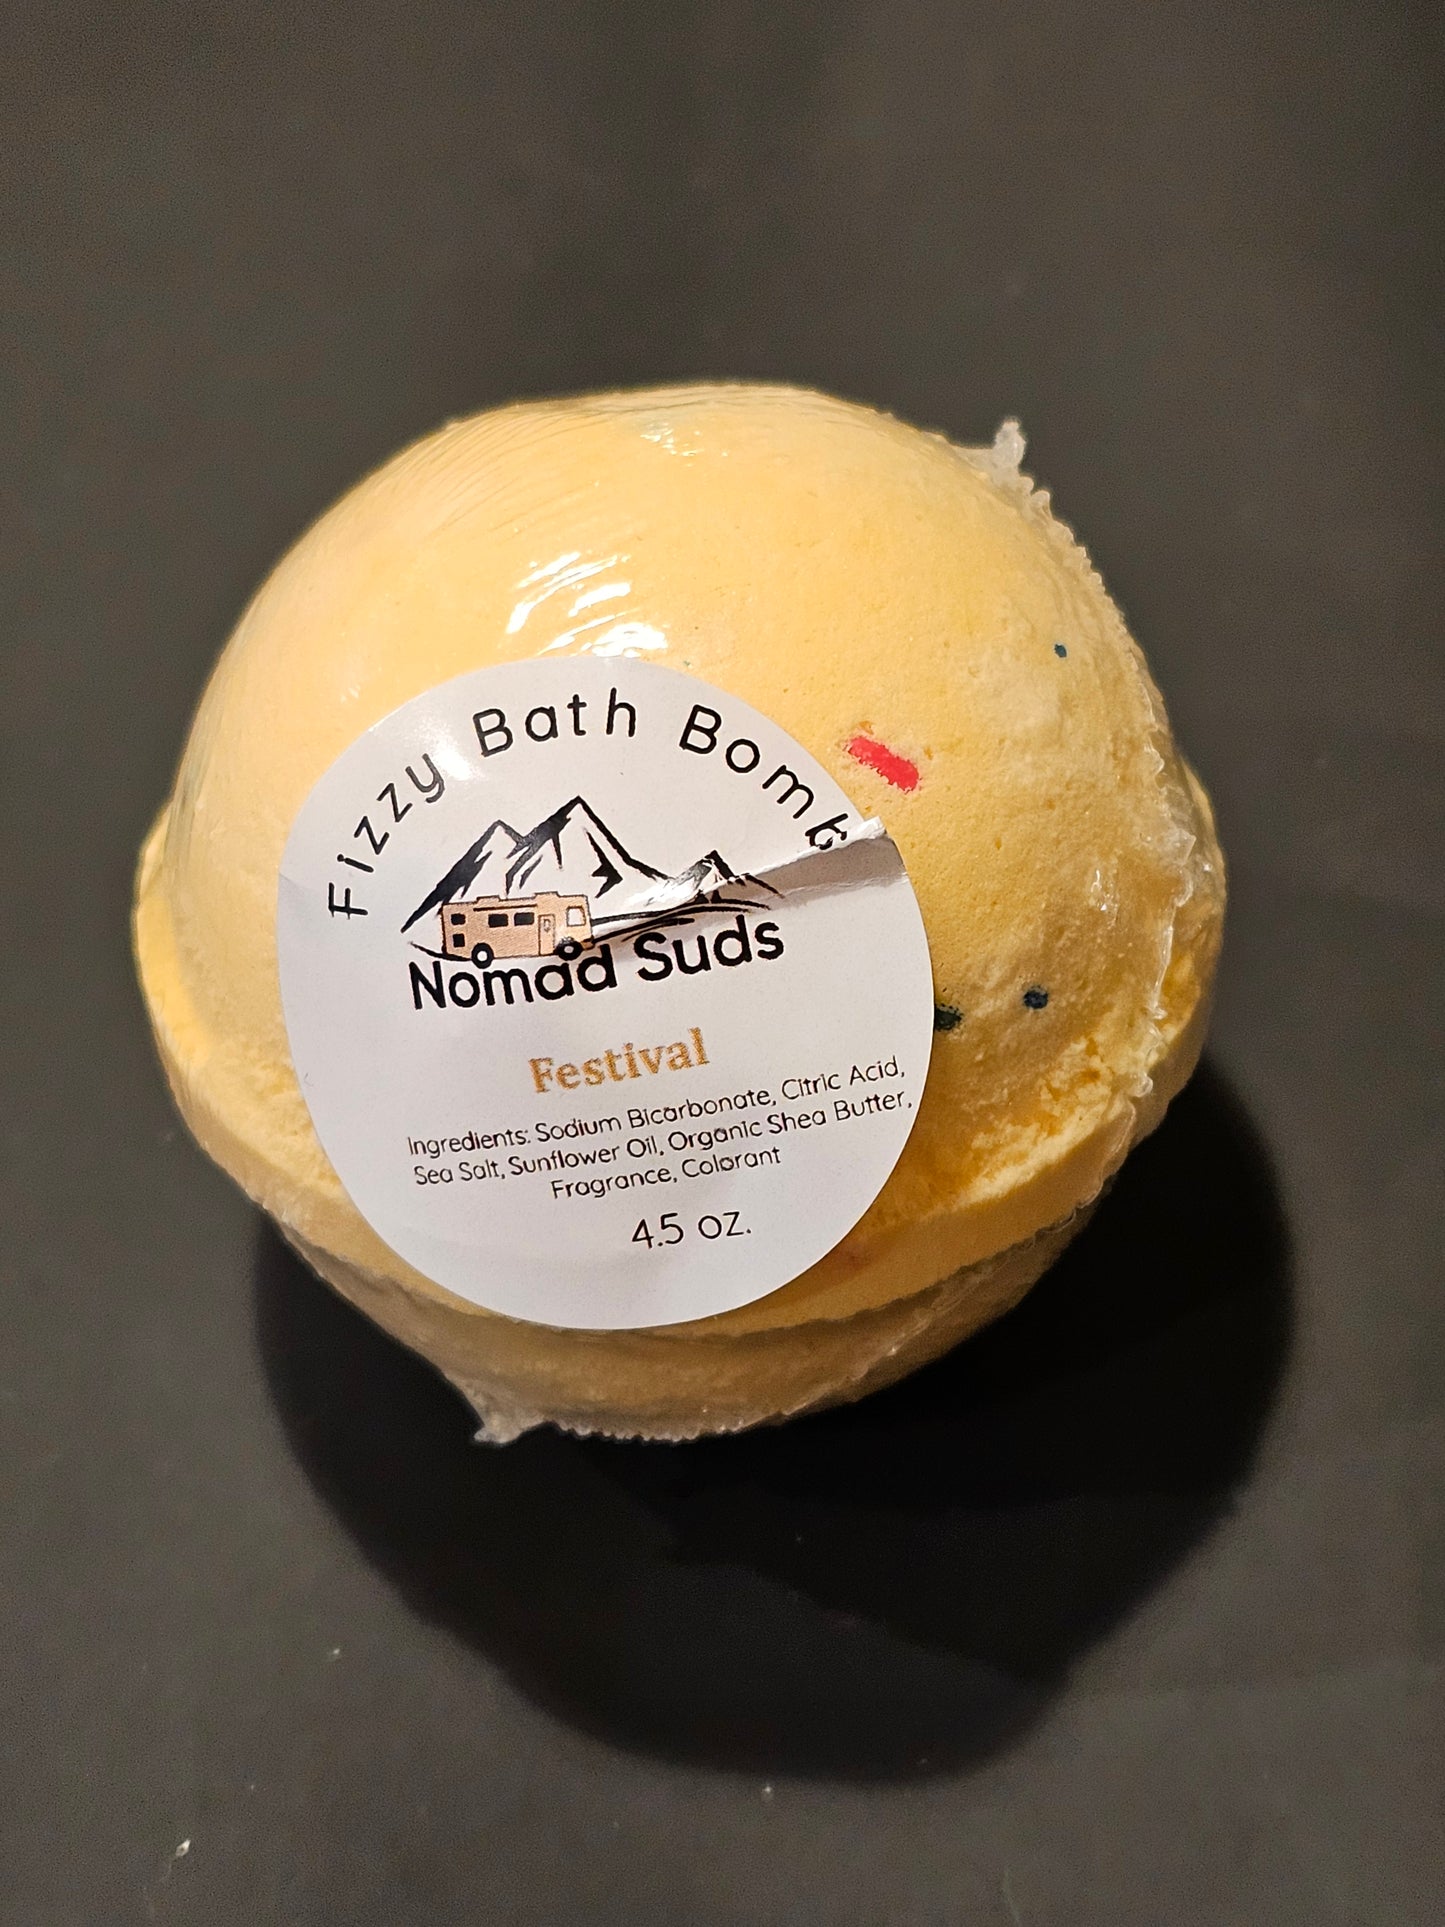 Fizzy Bath Bomb
Nomad Suds
Festival
Ingredients: Sodium Bicarbonate, Citric Acid,
Sea Salt, Sunflower Oil, Organic Shea Butter,
Fragrance, Colorant
4.5 oz.